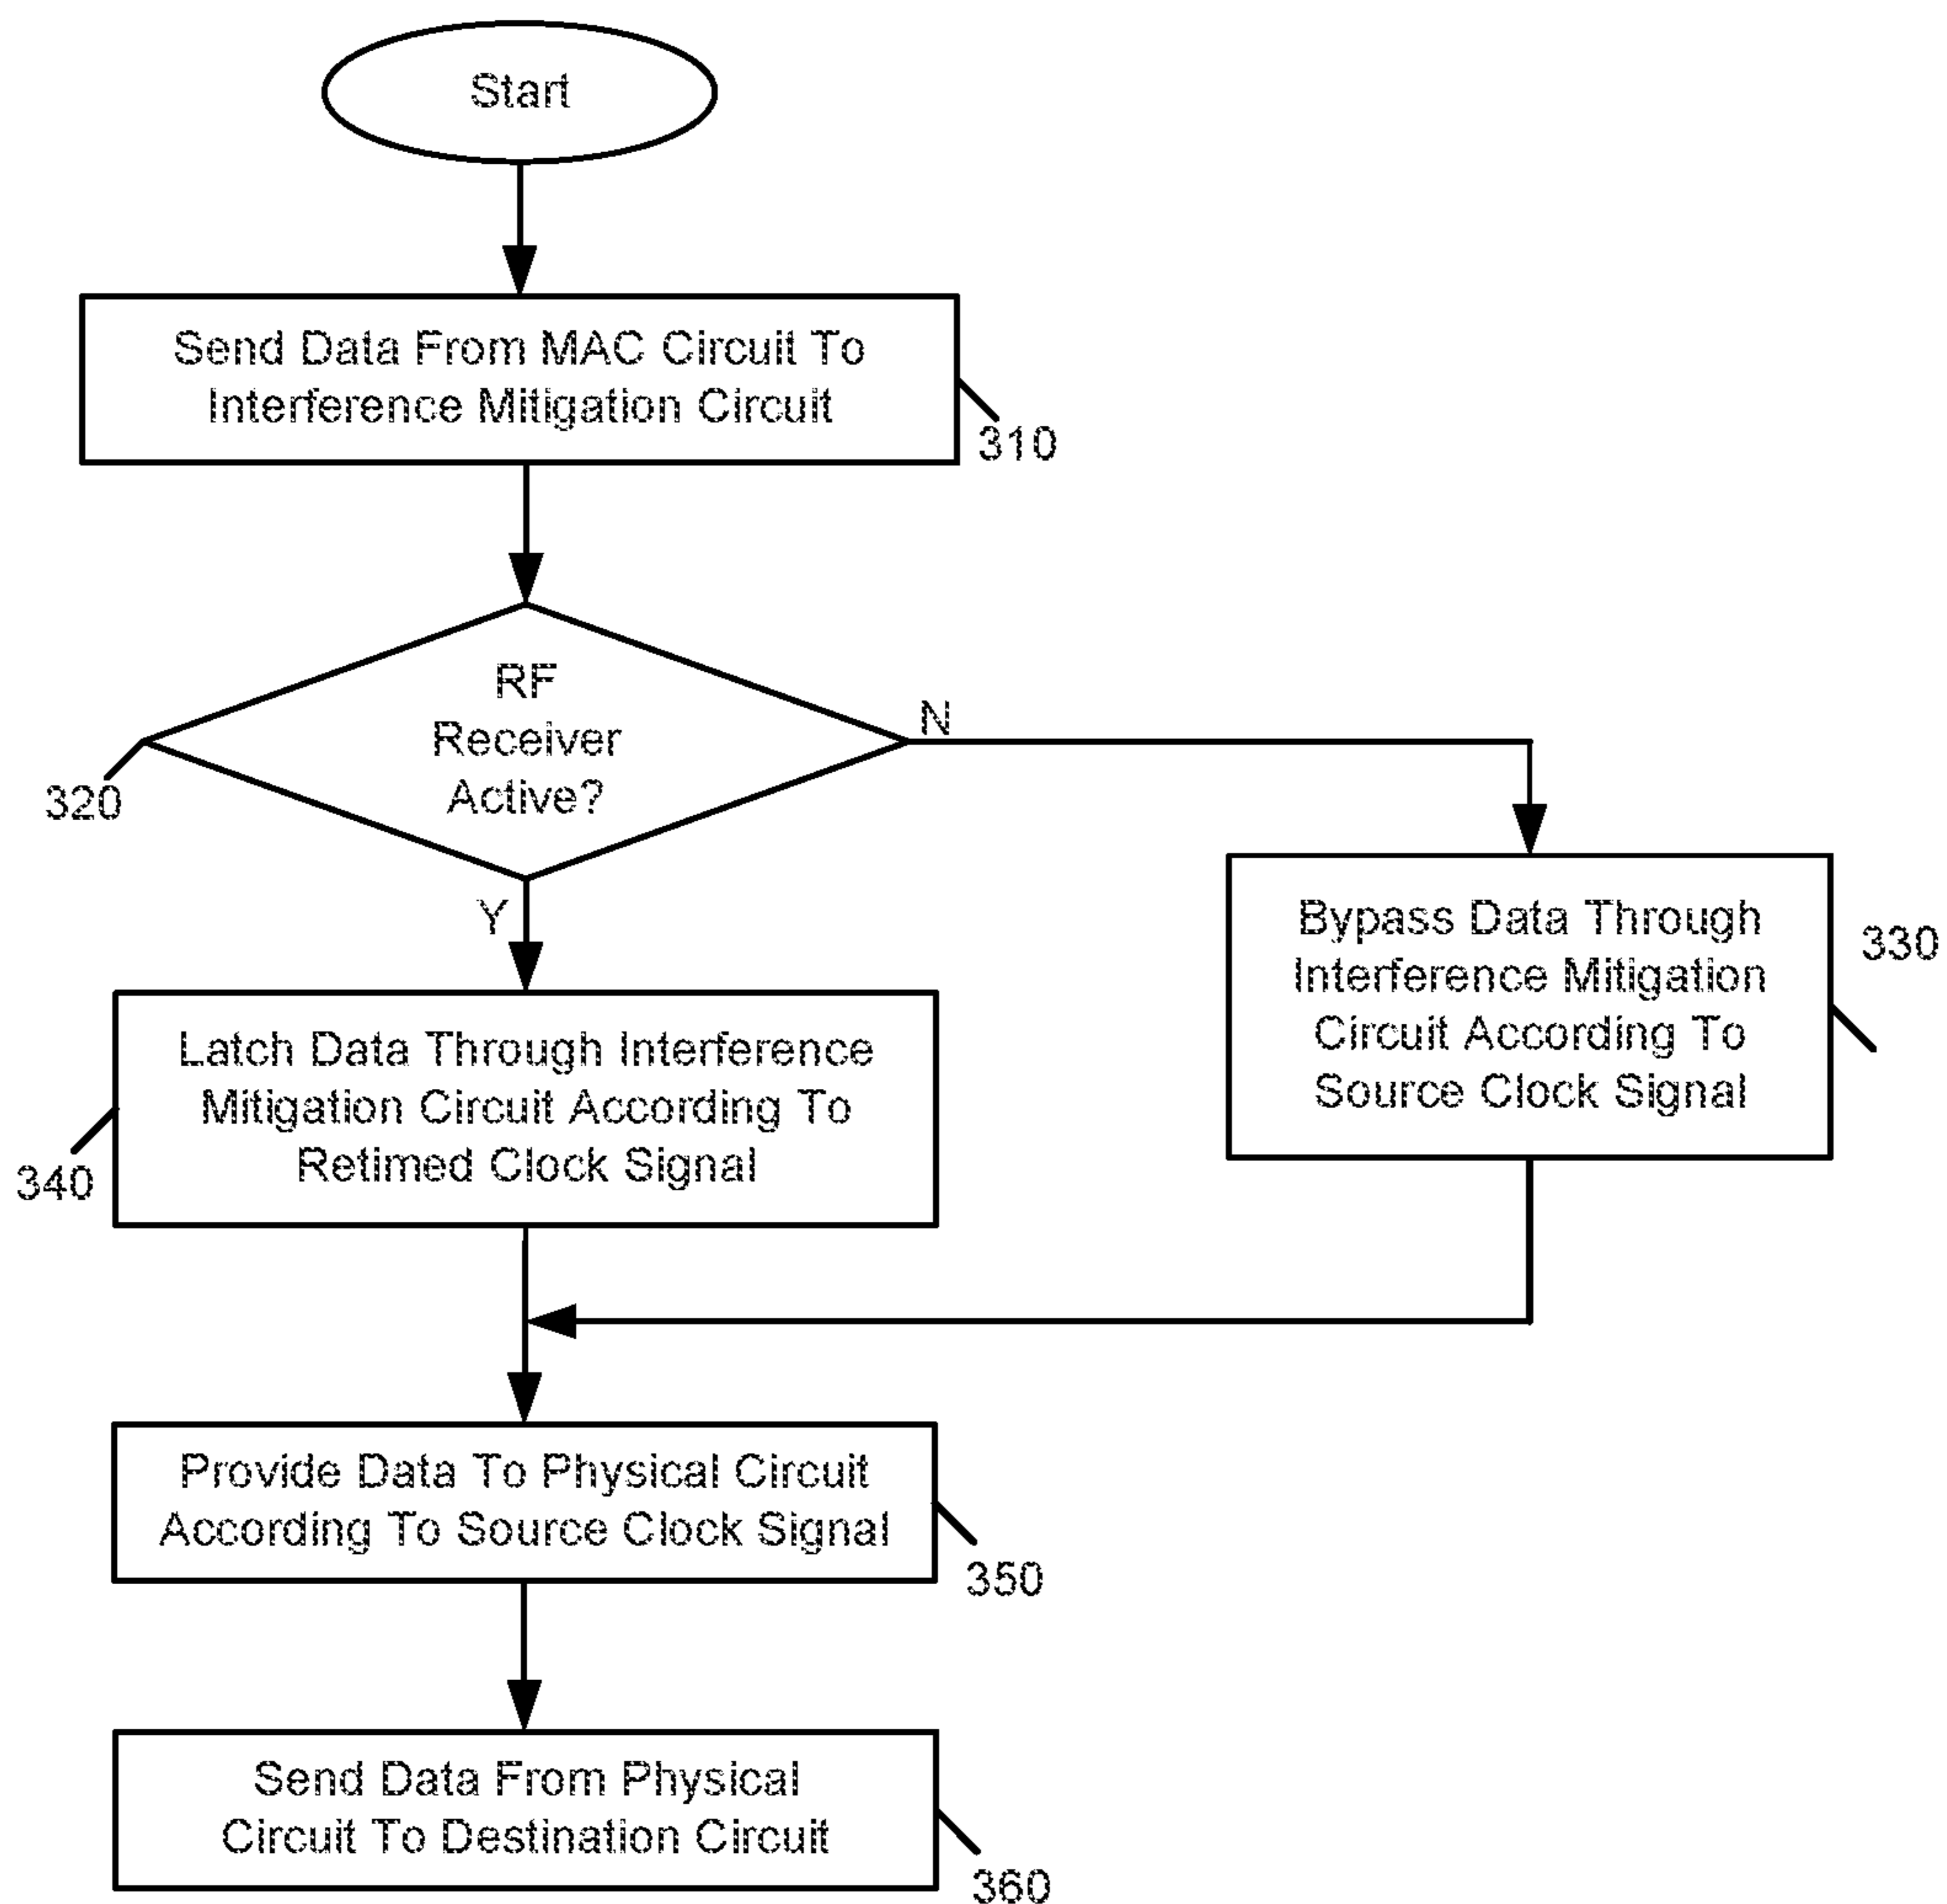 Start
Send Data From MAC Circuit To
Interference Mitigation Circuit
310
RF
Receiver
Active?
N
320
Y
Bypass Data Through
Interference Mitigation
Circuit According To
Source Clock Signal
330
Latch Data Through Interference
Mitigation Circuit According To
Retimed Clock Signal
340
Provide Data To Physical Circuit
According To Source Clock Signal
350
Send Data From Physical
Circuit To Destination Circuit
360